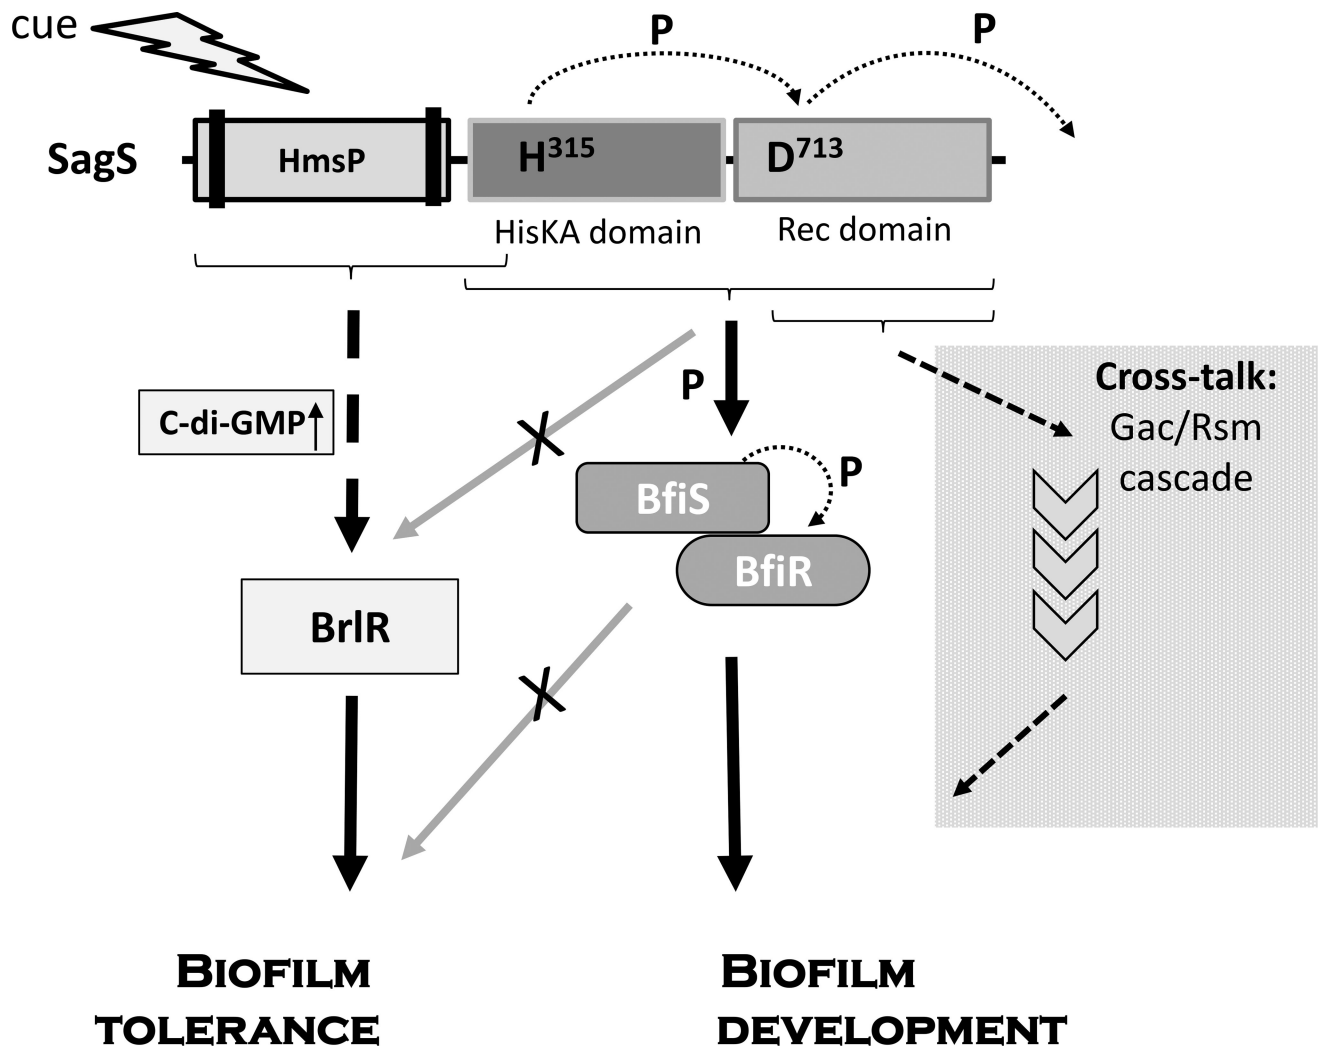 cue
P
P
SagS
HmsP
H315
D713
HisKA domain
Rec domain
C-di-GMP
P
Cross-talk:
Gac/Rsm
cascade
BfiS
P
BfiR
BrlR
BIOFILM
TOLERANCE
BIOFILM
DEVELOPMENT